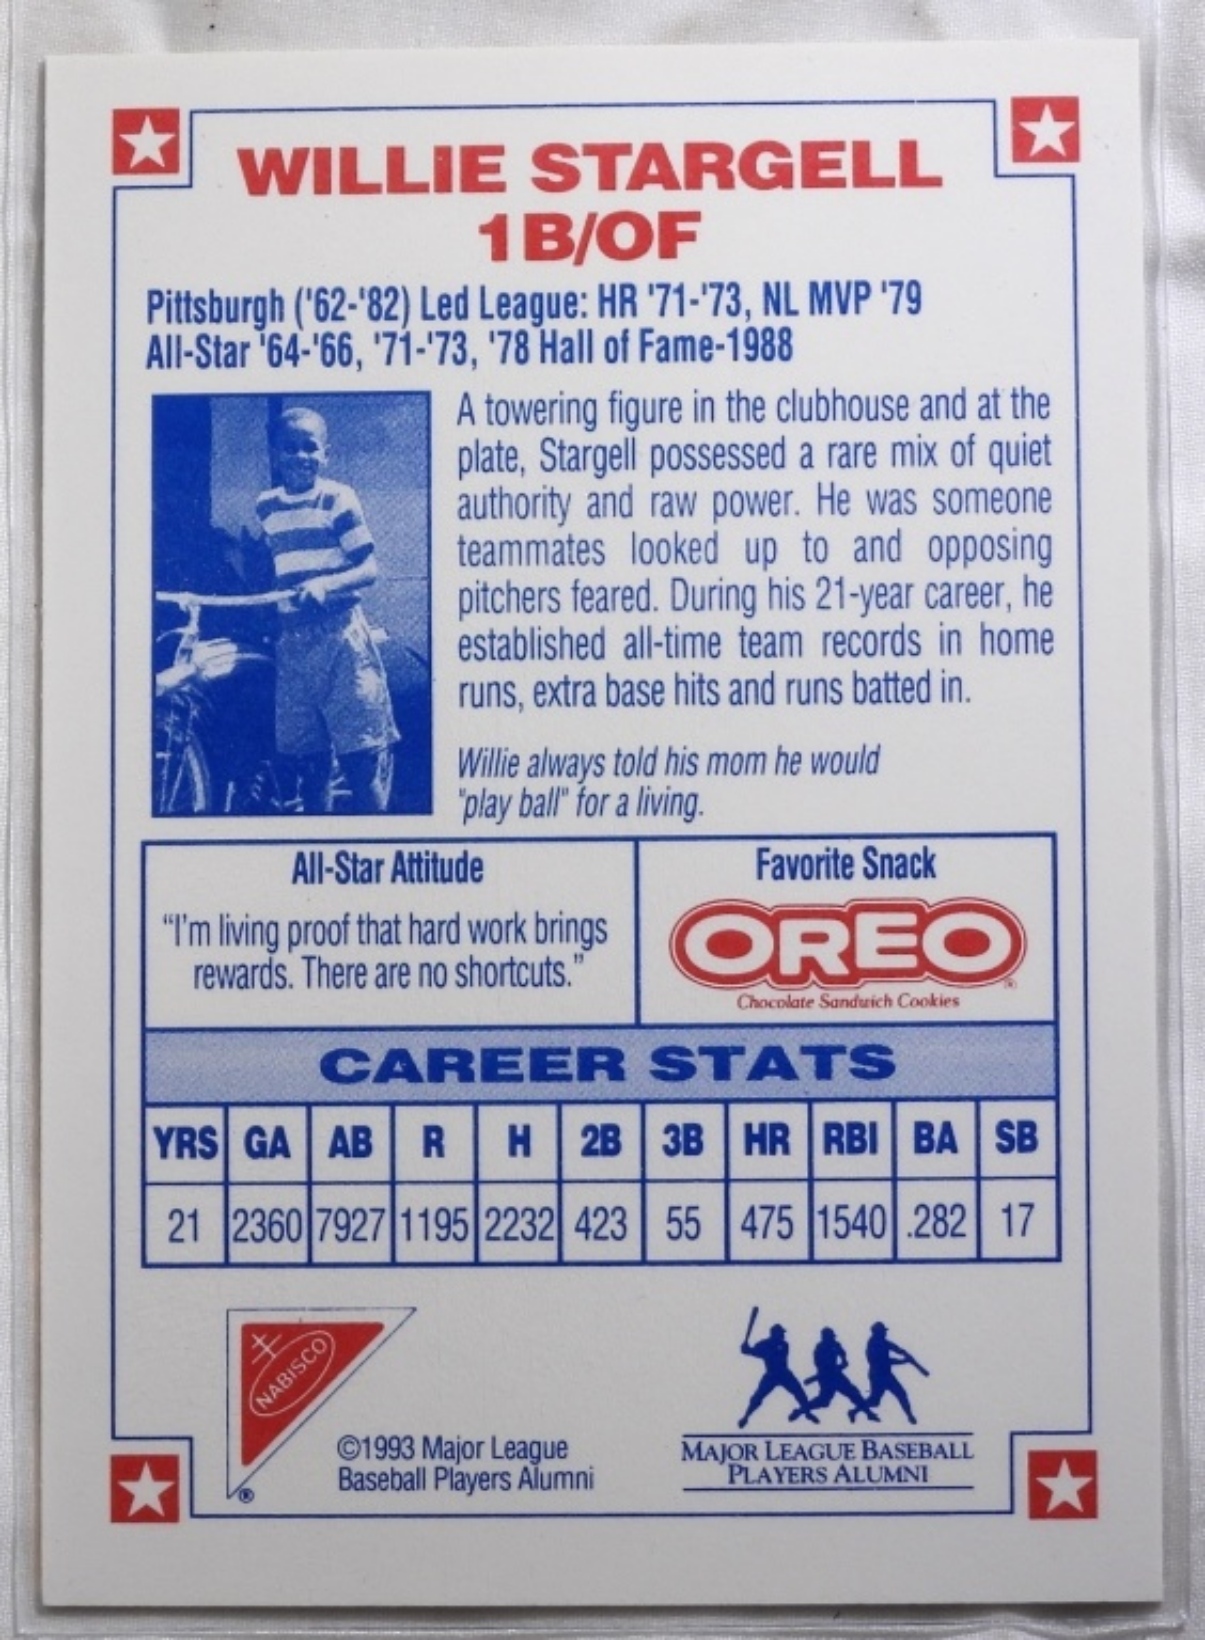 WILLIE STARGELL
1B/OF
Pittsburgh ('62-'82) Led League: HR '71-'73, NL MVP '79
All-Star '64-'66, '71-'73, '78 Hall of Fame-1988
A towering figure in the clubhouse and at the
plate, Stargell possessed a rare mix of quiet
authority and raw power. He was someone
teammates looked up to and opposing
pitchers feared. During his 21-year career, he
established all-time team records in home
runs, extra base hits and runs batted in.
Willie always told his mom he would
"play ball" for a living.
All-Star Attitude
“I'm living proof that hard work brings
rewards. There are no shortcuts.”
Favorite Snack
OREO®
Chocolate Sandwich Cookies
CAREER STATS
YRS GA AB R H 2B 3B HR RBI BA SB
21 2360 7927 1195 2232 423 55 475 1540 .282 17
NABISCO
®
©1993 Major League
Baseball Players Alumni
MAJOR LEAGUE BASEBALL
PLAYERS ALUMNI